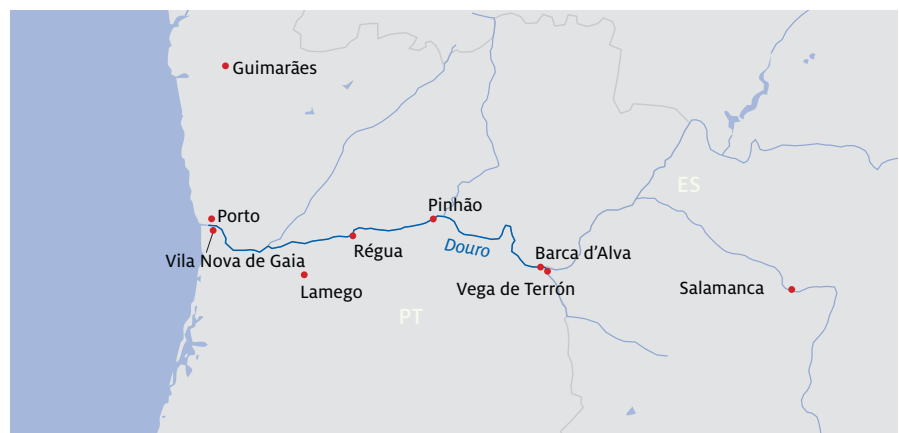 Guimarães
ES
Pinhão
Porto
Régua
Douro
Barca d'Alva
Vila Nova de Gaia
Vega de Terrón
Salamanca
Lamego
PT